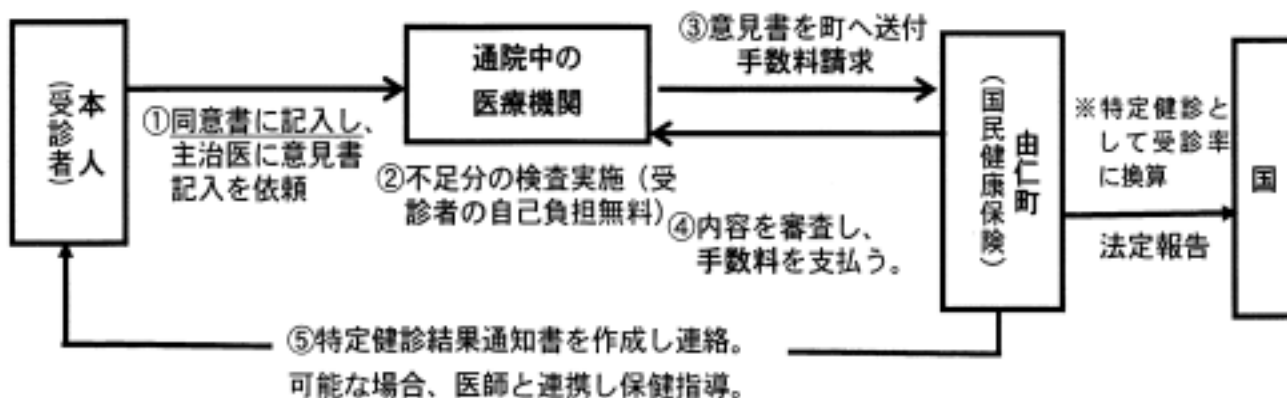 本人
（受診者）
①同意書に記入し、
主治医に意見書
記入を依頼
通院中の
医療機関
②不足分の検査実施（受
診者の自己負担無料）
③意見書を町へ送付
手数料請求
④内容を審査し、
手数料を支払う。
由仁町
（国民健康保険）
※特定健診と
して受診率
に換算
法定報告
国
⑤特定健診結果通知書を作成し連絡。
可能な場合、医師と連携し保健指導。